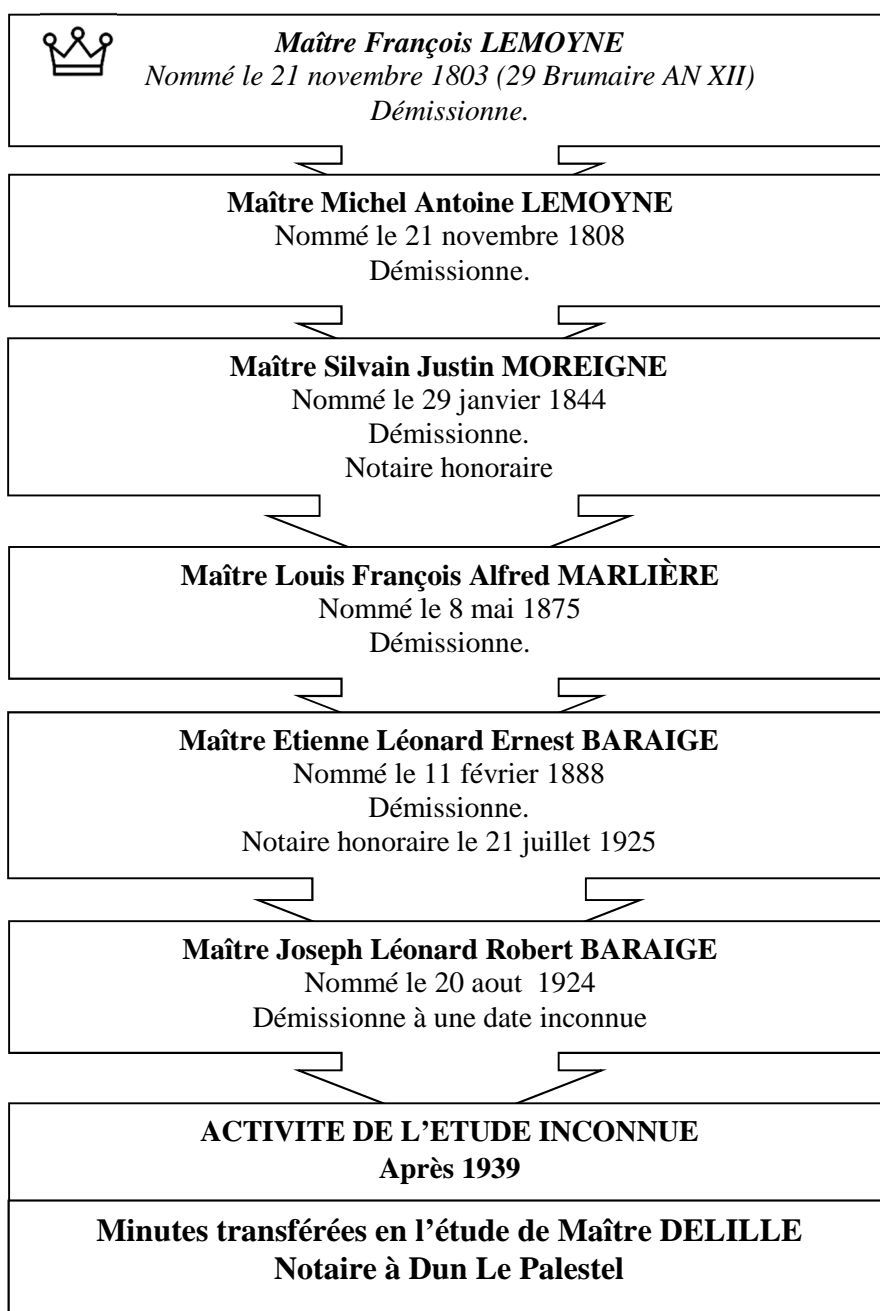 Maître François LEMOYNE
Nommé le 21 novembre 1803 (29 Brumaire AN XII)
Démissionne.
Maître Michel Antoine LEMOYNE
Nommé le 21 novembre 1808
Démissionne.
Maître Silvain Justin MOREIGNE
Nommé le 29 janvier 1844
Démissionne.
Notaire honoraire
Maître Louis François Alfred MARLIÈRE
Nommé le 8 mai 1875
Démissionne.
Maître Etienne Léonard Ernest BARAIGE
Nommé le 11 février 1888
Démissionne.
Notaire honoraire le 21 juillet 1925
Maître Joseph Léonard Robert BARAIGE
Nommé le 20 aout 1924
Démissionne à une date inconnue
ACTIVITE DE L'ETUDE INCONNUE
Après 1939
Minutes transférées en l'étude de Maître DELILLE
Notaire à Dun Le Palestel